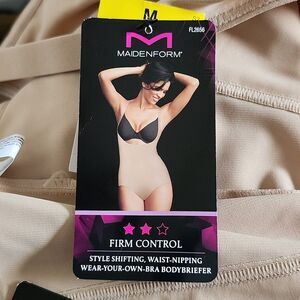 M
MAIDENFORM®
FL2656
FIRM CONTROL
STYLE SHIFTING, WAIST-NIPPING
WEAR-YOUR-OWN-BRA BODYBRIEFER